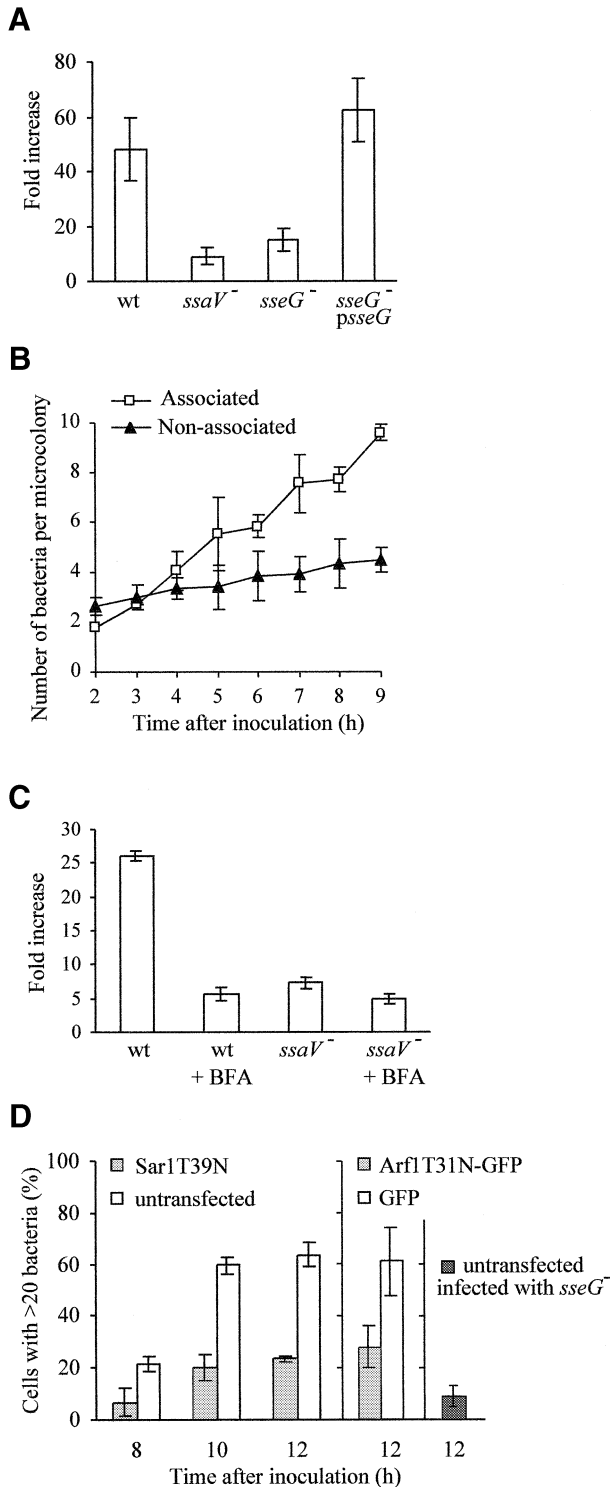 A
Fold increase
80
60
40
20
0
wt ssaV⁻ sseG⁻ sseG⁻
psseG
B
Number of bacteria per microcolony
Associated
Non-associated
10
8
6
4
2
0
2 3 4 5 6 7 8 9
Time after inoculation (h)
C
Fold increase
30
25
20
15
10
5
0
wt wt ssaV⁻ ssaV⁻
+ BFA + BFA
D
Cells with >20 bacteria (%)
100
80
60
40
20
0
Sar1T39N
untransfected
Arf1T31N-GFP
GFP
untransfected
infected with sseG⁻
8 10 12 12 12
Time after inoculation (h)